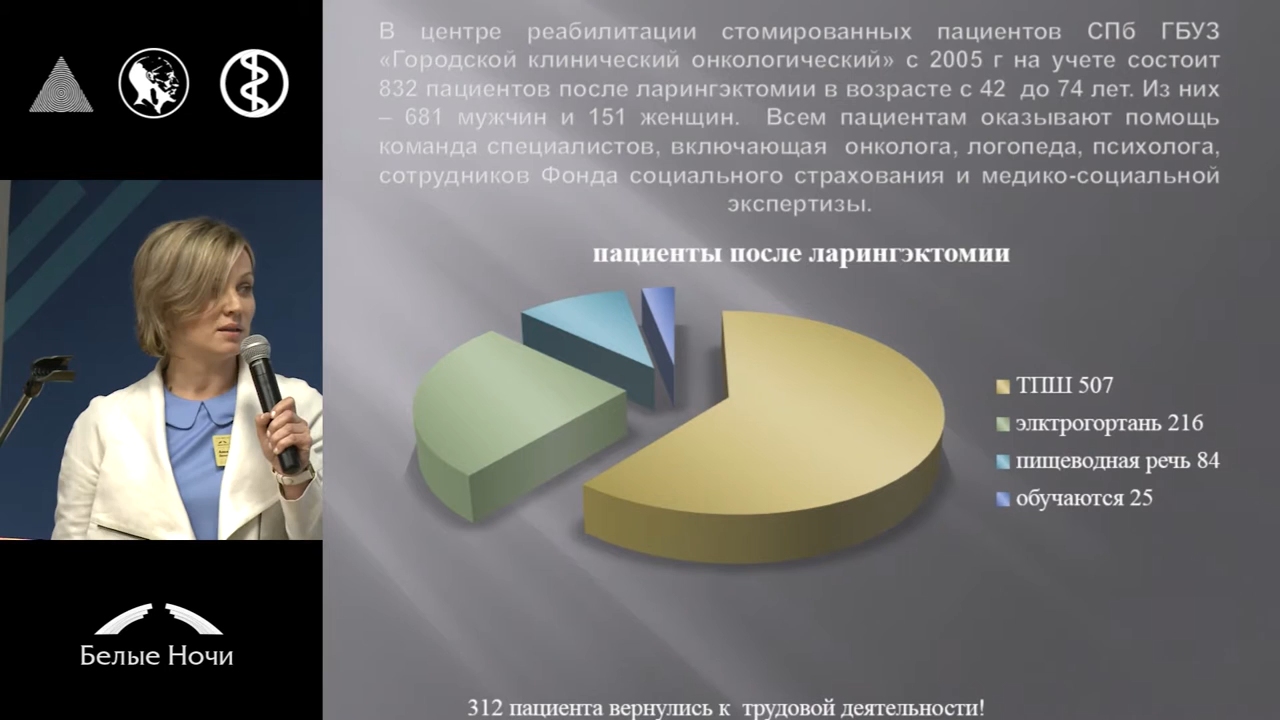 В центре реабилитации стомированных пациентов СПб ГБУЗ
«Городской клинический онкологический» с 2005 г на учете состоит
832 пациентов после ларингэктомии в возрасте с 42 до 74 лет. Из них
– 681 мужчин и 151 женщин. Всем пациентам оказывают помощь
команда специалистов, включающая онколога, логопеда, психолога,
сотрудников Фонда социального страхования и медико-социальной
экспертизы.
пациенты после ларингэктомии
ТПШ 507
элктрогортань 216
пищеводная речь 84
обучаются 25
312 пациента вернулись к трудовой деятельности!
Белые Ночи